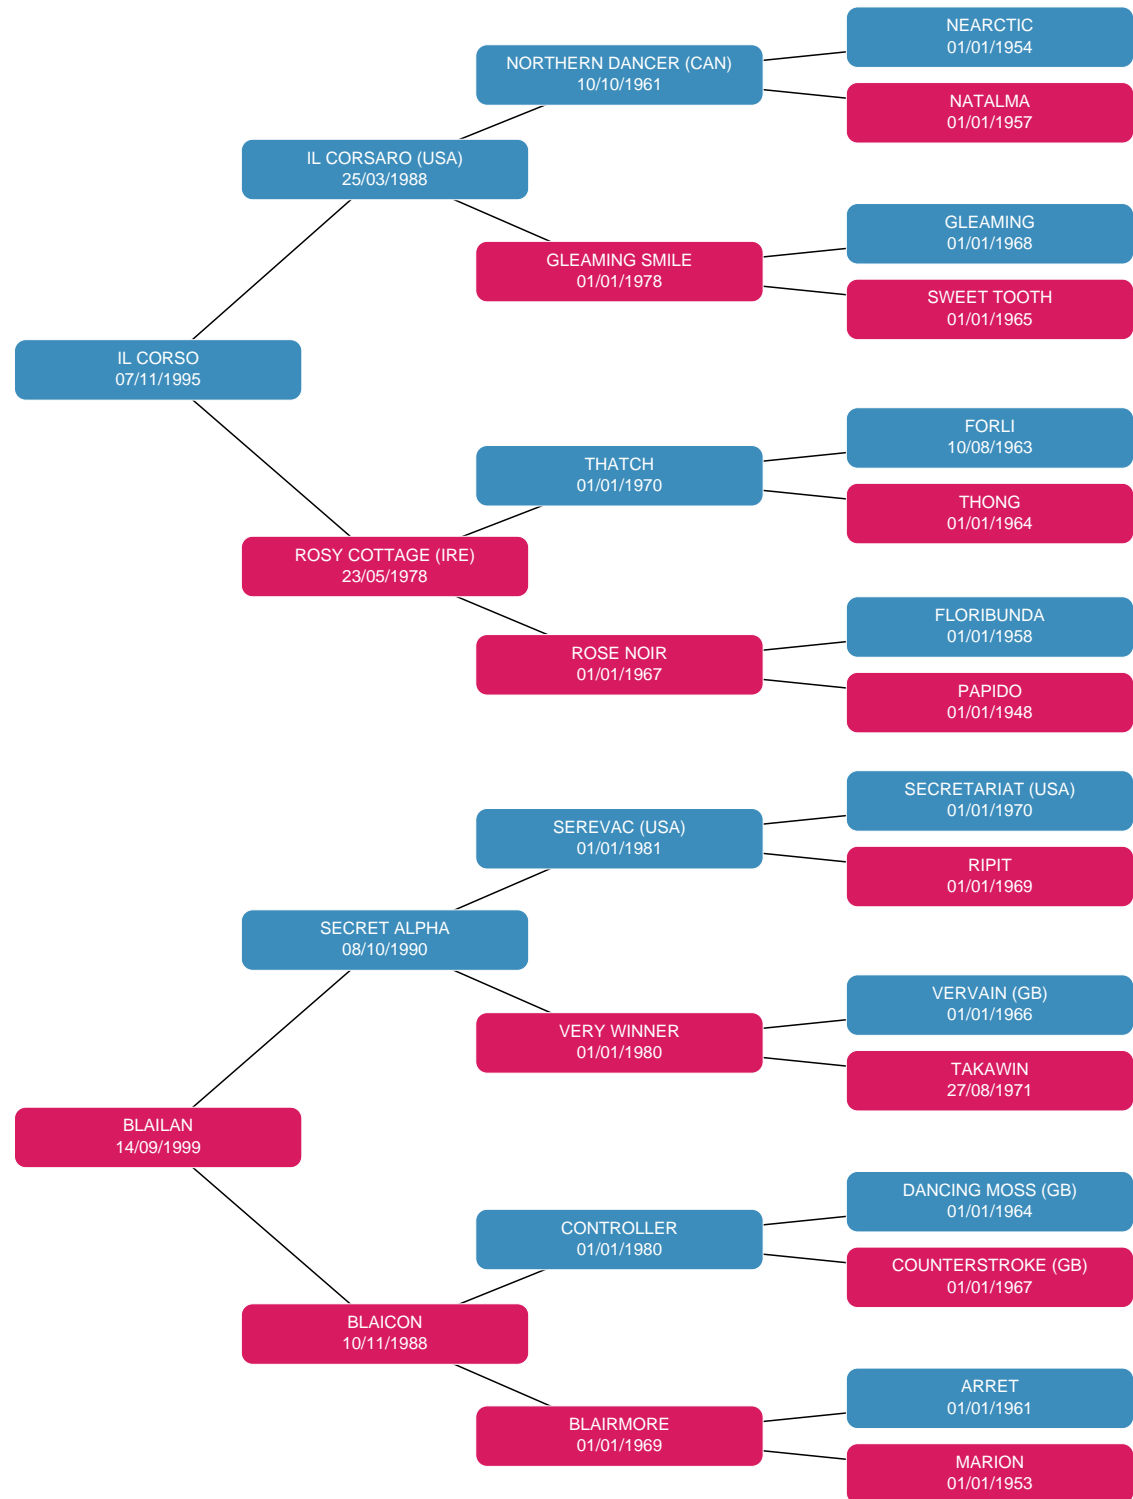 NEARCTIC
01/01/1954
NORTHERN DANCER (CAN)
10/10/1961
NATALMA
01/01/1957
IL CORSARO (USA)
25/03/1988
GLEAMING
01/01/1968
GLEAMING SMILE
01/01/1978
SWEET TOOTH
01/01/1965
IL CORSO
07/11/1995
FORLI
10/08/1963
THATCH
01/01/1970
THONG
01/01/1964
ROSY COTTAGE (IRE)
23/05/1978
FLORIBUNDA
01/01/1958
ROSE NOIR
01/01/1967
PAPIDO
01/01/1948
SECRETARIAT (USA)
01/01/1970
SEREVAC (USA)
01/01/1981
RIPIT
01/01/1969
SECRET ALPHA
08/10/1990
VERVAIN (GB)
01/01/1966
VERY WINNER
01/01/1980
TAKAWIN
27/08/1971
BLAILAN
14/09/1999
DANCING MOSS (GB)
01/01/1964
CONTROLLER
01/01/1980
COUNTERSTROKE (GB)
01/01/1967
BLAICON
10/11/1988
ARRET
01/01/1961
BLAIRMORE
01/01/1969
MARION
01/01/1953